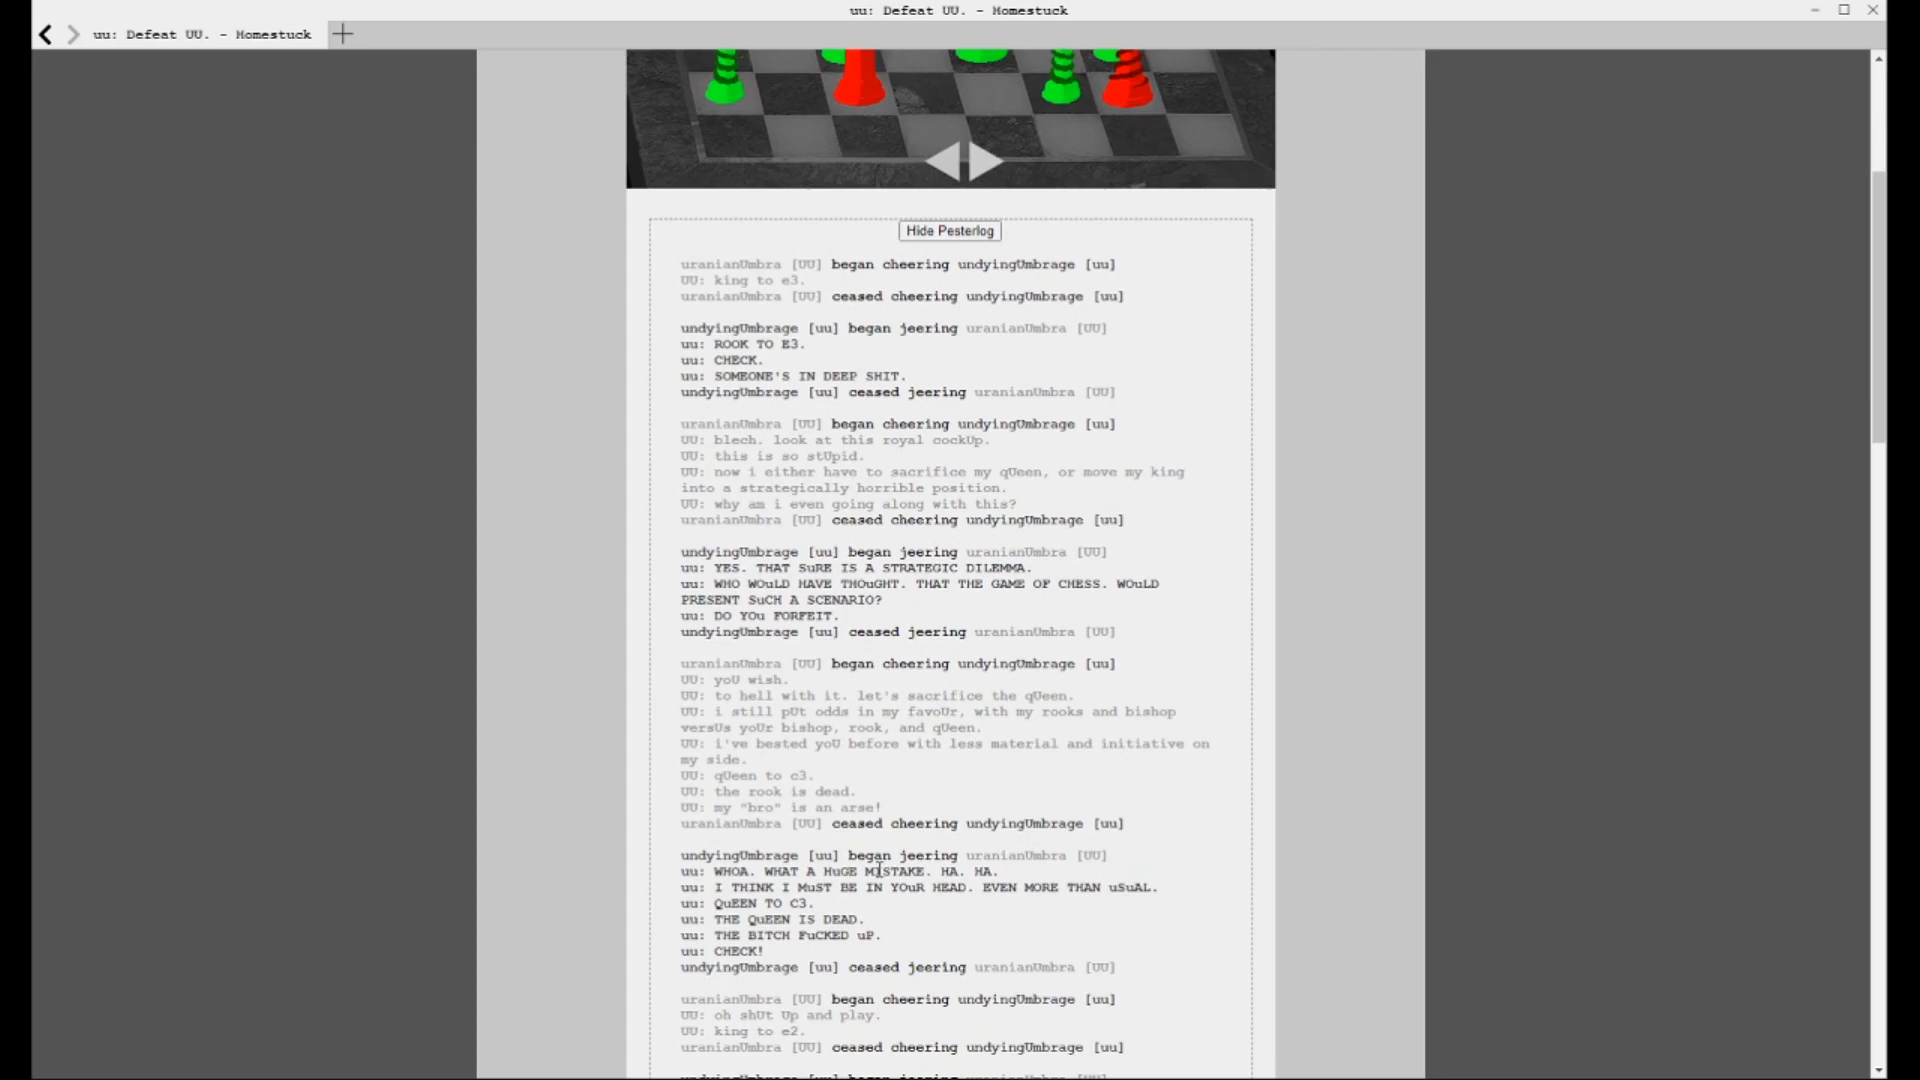 uu: Defeat UU. - Homestuck
uu: Defeat UU. - Homestuck
Hide Pesterlog
uranianUmbra [UU] began cheering undyingUmbrage [uu]
UU: king to e3.
uranianUmbra [UU] ceased cheering undyingUmbrage [uu]
undyingUmbrage [uu] began jeering uranianUmbra [UU]
uu: ROOK TO E3.
uu: CHECK.
uu: SOMEONE'S IN DEEP SHIT.
undyingUmbrage [uu] ceased jeering uranianUmbra [UU]
uranianUmbra [UU] began cheering undyingUmbrage [uu]
UU: blech. look at this royal cockUp.
UU: this is so stUpid.
UU: now i either have to sacrifice my qUeen, or move my king
into a strategically horrible position.
UU: why am i even going along with this?
uranianUmbra [UU] ceased cheering undyingUmbrage [uu]
undyingUmbrage [uu] began jeering uranianUmbra [UU]
uu: YES. THAT SuRE IS A STRATEGIC DILEMMA.
uu: WHO WOuLD HAVE THOuGHT. THAT THE GAME OF CHESS. WOuLD
PRESENT SuCH A SCENARIO?
uu: DO YOu FORFEIT.
undyingUmbrage [uu] ceased jeering uranianUmbra [UU]
uranianUmbra [UU] began cheering undyingUmbrage [uu]
UU: yoU wish.
UU: to hell with it. let's sacrifice the qUeen.
UU: i still pUt odds in my favoUr, with my rooks and bishop
versUs yoUr bishop, rook, and qUeen.
UU: i've bested yoU before with less material and initiative on
my side.
UU: qUeen to c3.
UU: the rook is dead.
UU: my "bro" is an arse!
uranianUmbra [UU] ceased cheering undyingUmbrage [uu]
undyingUmbrage [uu] began jeering uranianUmbra [UU]
uu: WHOA. WHAT A HuGE MISTAKE. HA. HA.
uu: I THINK I MuST BE IN YOuR HEAD. EVEN MORE THAN uSuAL.
uu: QuEEN TO C3.
uu: THE QuEEN IS DEAD.
uu: THE BITCH FuCKED uP.
uu: CHECK!
undyingUmbrage [uu] ceased jeering uranianUmbra [UU]
uranianUmbra [UU] began cheering undyingUmbrage [uu]
UU: oh shUt Up and play.
UU: king to e2.
uranianUmbra [UU] ceased cheering undyingUmbrage [uu]